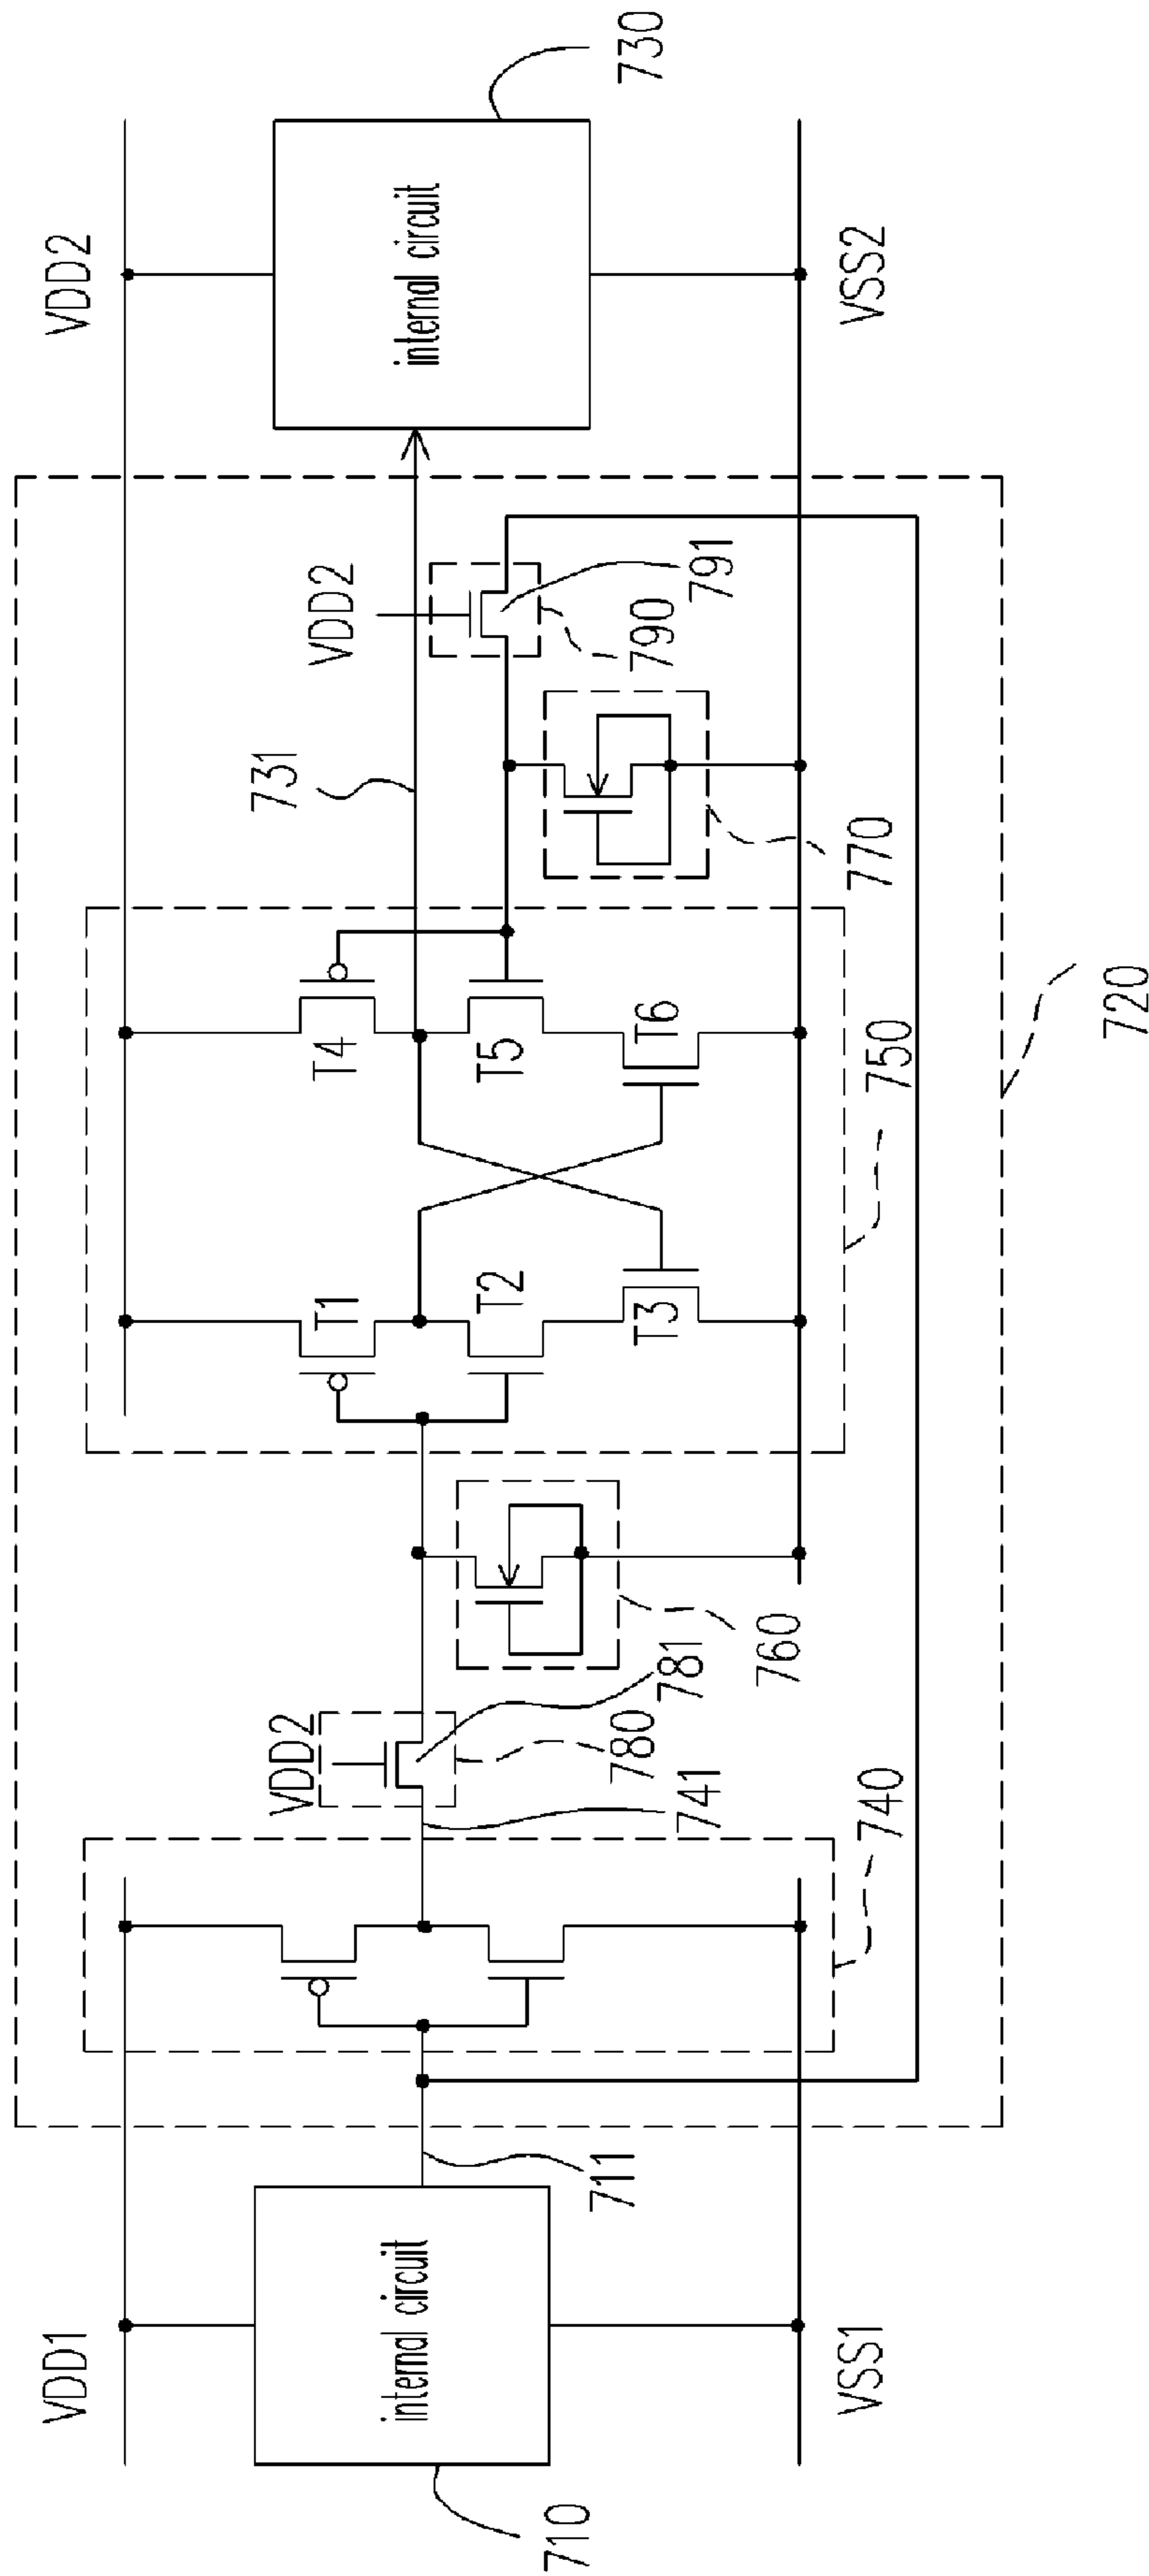 VDD1
VDD2
710
internal circuit
711
VSS1
740
741
VDD2
780
781
760
T1
T2
T3
T4
T5
T6
750
720
731
VDD2
770
790
791
internal circuit
VSS2
730